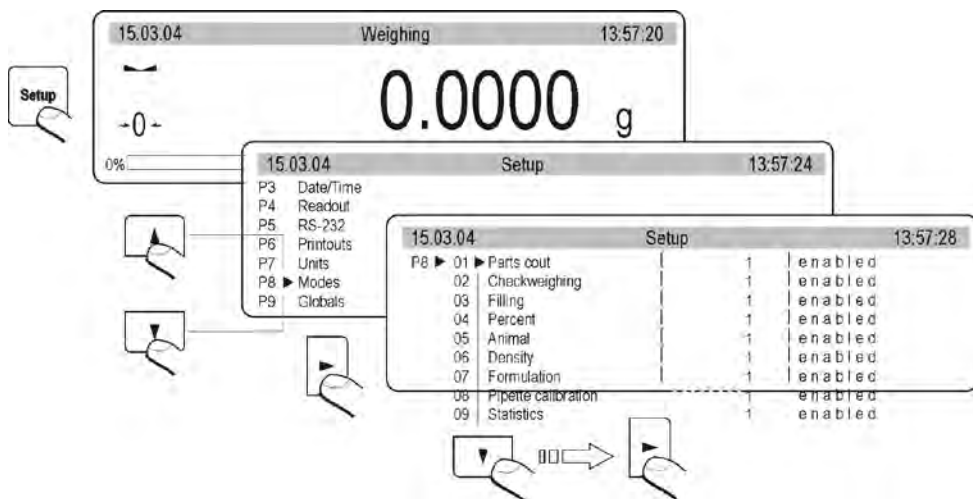 15.03.04 Weighing 13:57:20
Setup
0.0000 g
→0←
0%
15.03.04 Setup 13:57:24
P3 Date/Time
P4 Readout
P5 RS-232
P6 Printouts
P7 Units
P8 ► Modes
P9 Globals
15.03.04 Setup 13:57:28
P8 ► 01 ► Parts cout | 1 | enabled
02 Checkweighing | 1 | enabled
03 Filling | 1 | enabled
04 Percent | 1 | enabled
05 Animal | 1 | enabled
06 Density | 1 | enabled
07 Formulation | 1 | enabled
08 Pipette calibration 1 enabled
09 Statistics 1 enabled